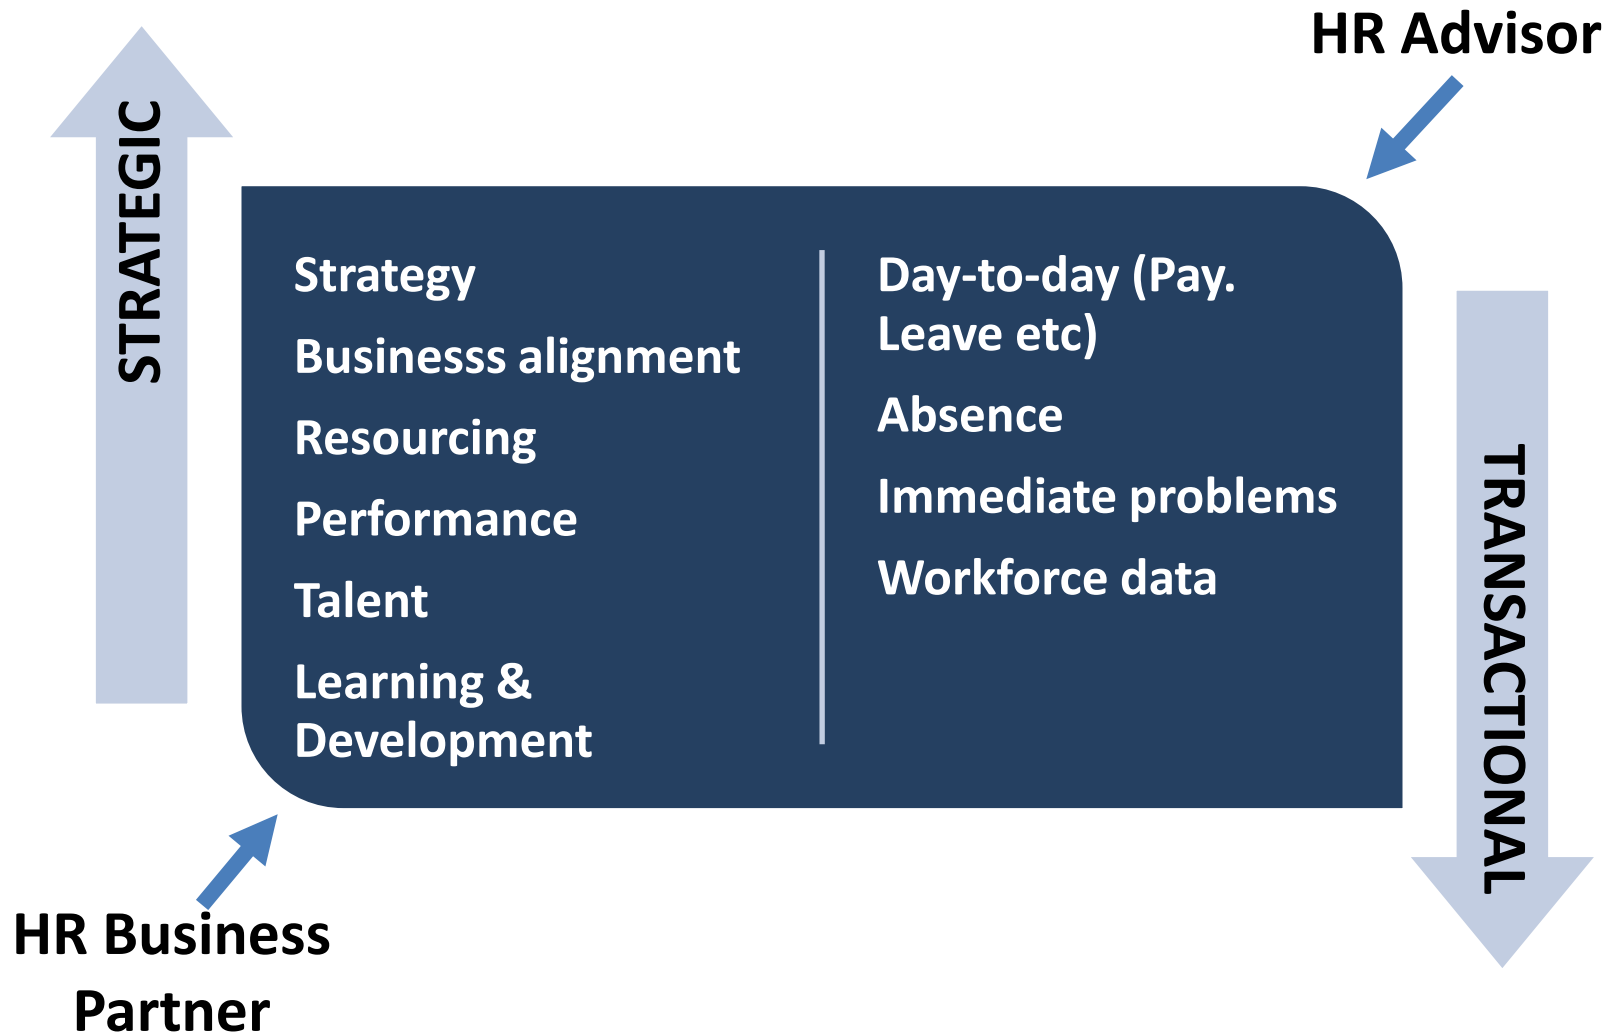 HR Advisor
STRATEGIC
Strategy
Businesss alignment
Resourcing
Performance
Talent
Learning &
Development
Day-to-day (Pay.
Leave etc)
Absence
Immediate problems
Workforce data
TRANSACTIONAL
HR Business
Partner